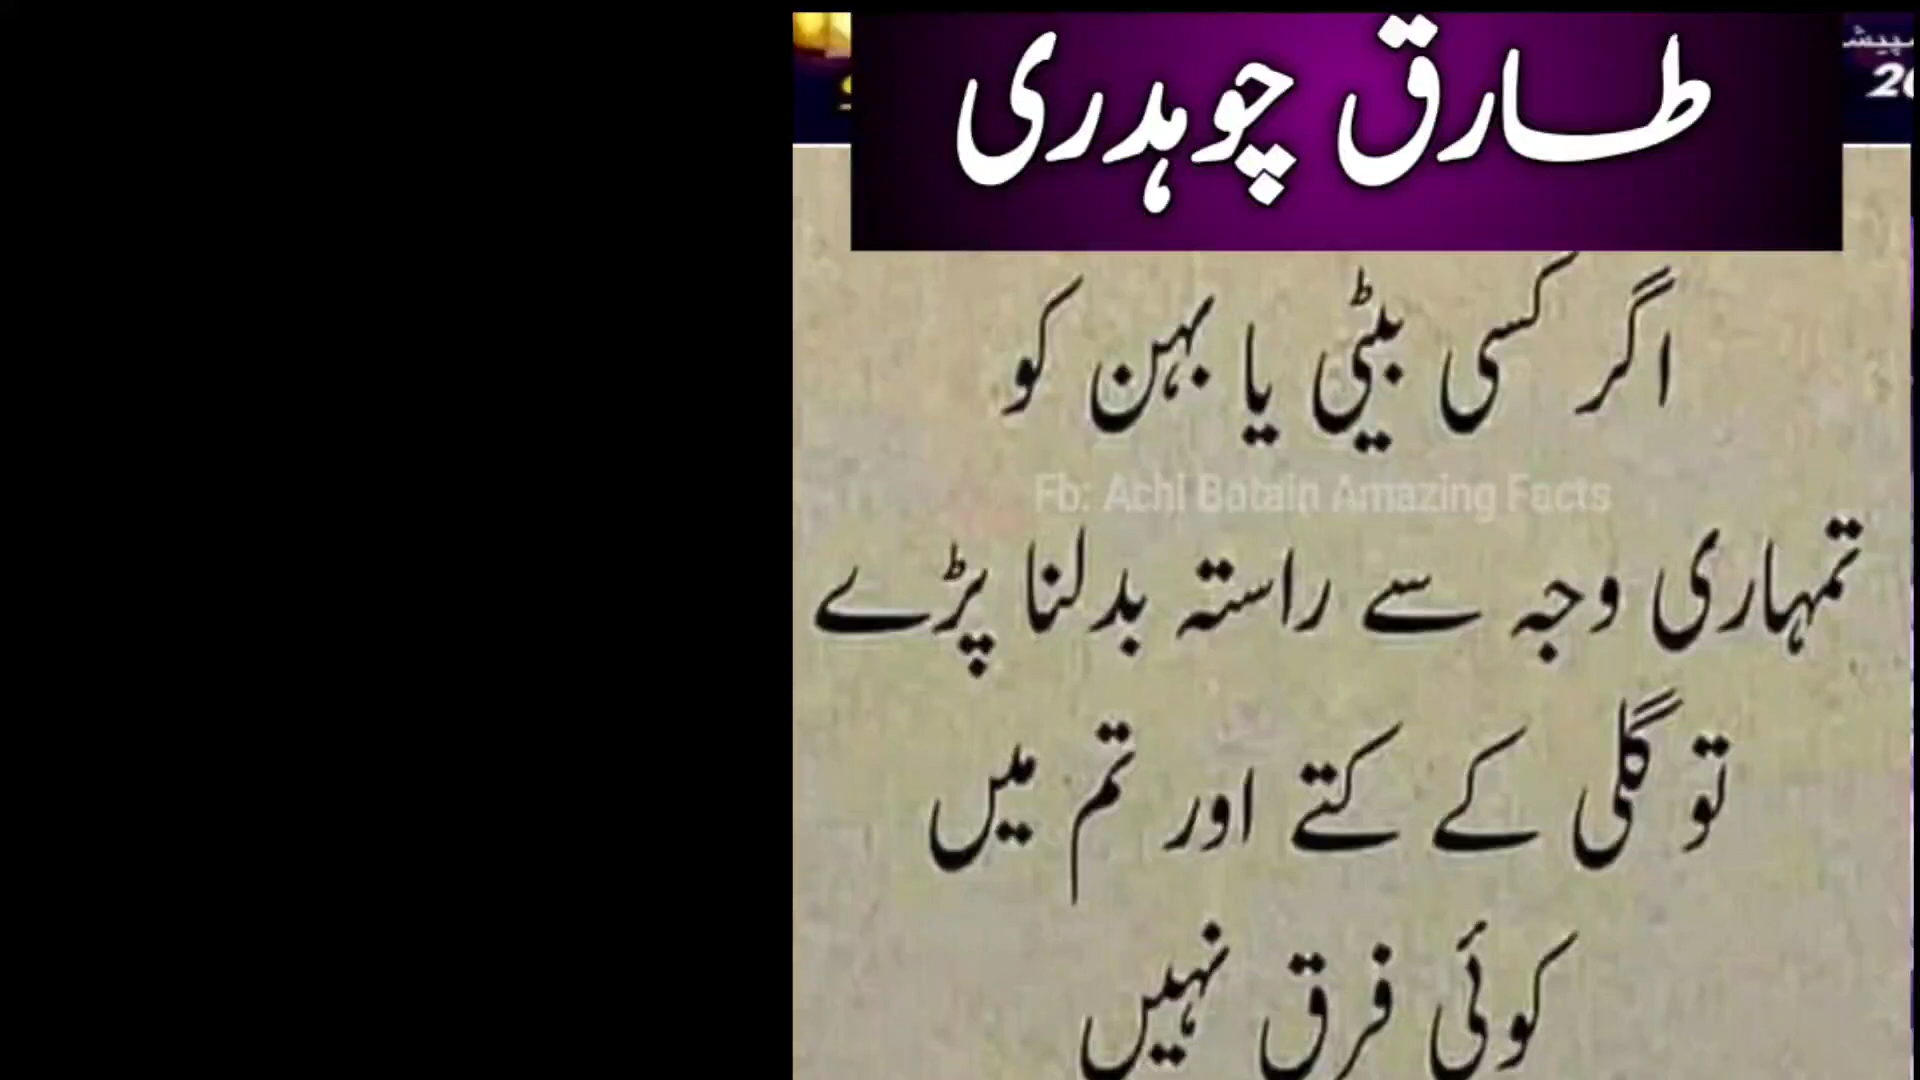 طارق چوہدری
20
اگر کسی بیٹی یا بہن کو
Fb: Achi Batain Amazing Facts
تمہاری وجہ سے راستہ بدلنا پڑے
تو گلی کے کتے اور تم میں
کوئی فرق نہیں